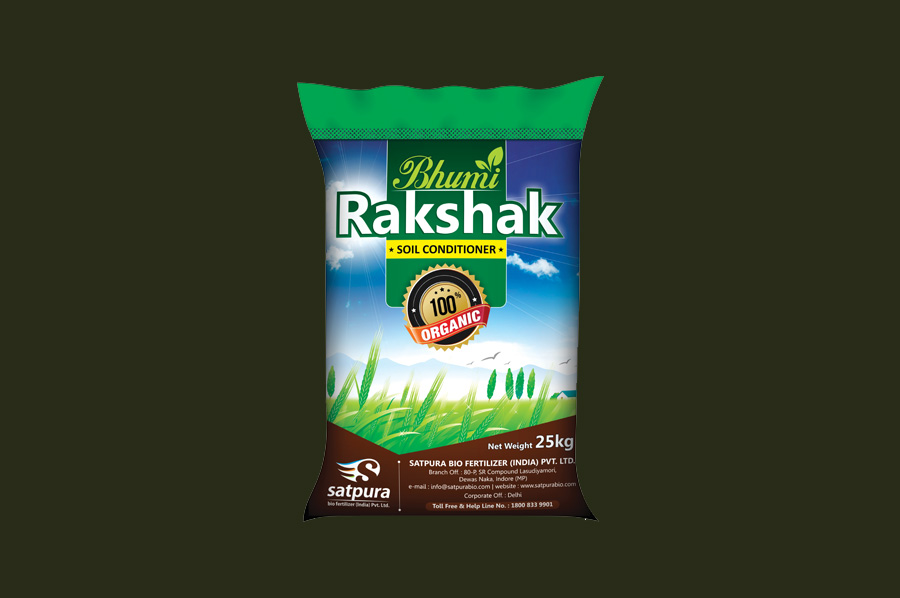 Bhumi
Rakshak
★ SOIL CONDITIONER ★
100%
ORGANIC
Net Weight 25kg
SATPURA BIO FERTILIZER (INDIA) PVT. LTD.
Branch Off. : 80-P, SR Compound Lasudiyamori,
Dewas Naka, Indore (MP)
e-mail : info@satpurabio.com | website : www.satpurabio.com
Corporate Off. : Delhi
Toll Free & Help Line No. : 1800 833 9901
satpura
bio fertilizer (India) Pvt. Ltd.